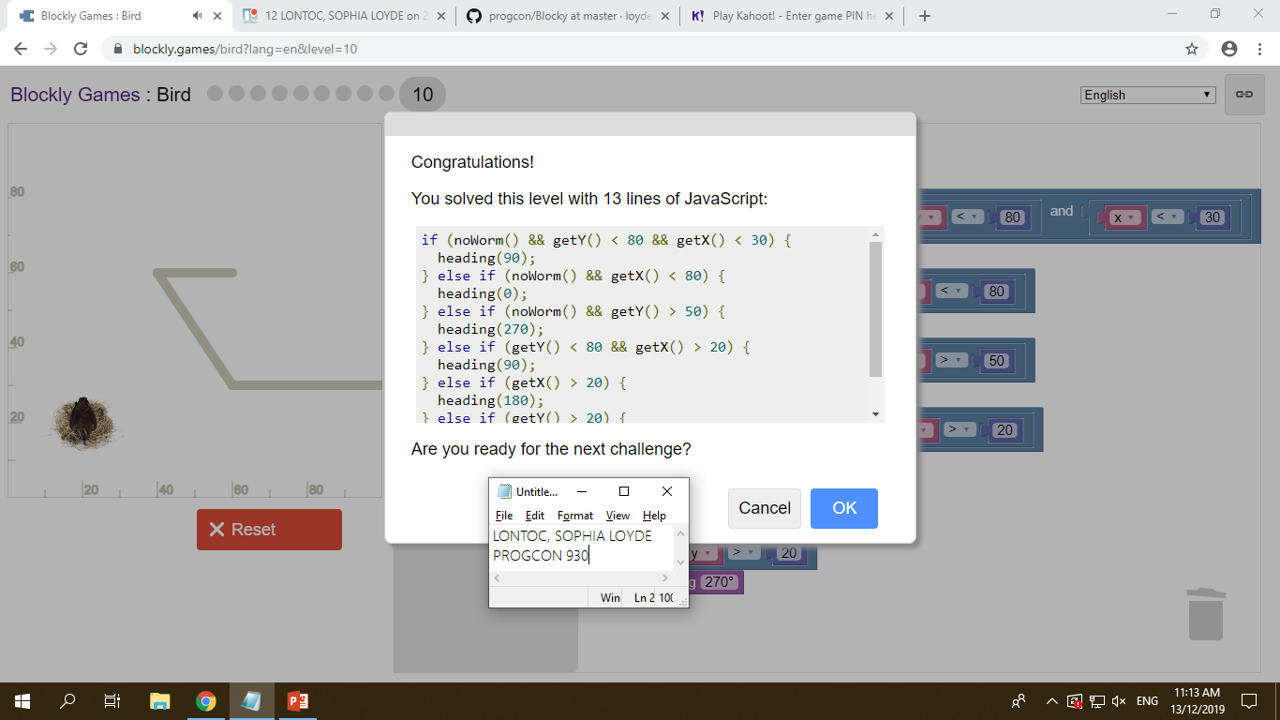 Blockly Games : Bird
12 LONTOC, SOPHIA LOYDE on 2
progcon/Blocky at master · loyde
Play Kahoot! - Enter game PIN he
blockly.games/bird?lang=en&level=10
Blockly Games : Bird
10
English
Congratulations!
You solved this level with 13 lines of JavaScript:
if (noWorm() && getY() < 80 && getX() < 30) {
heading(90);
} else if (noWorm() && getX() < 80) {
heading(0);
} else if (noWorm() && getY() > 50) {
heading(270);
} else if (getY() < 80 && getX() > 20) {
heading(90);
} else if (getX() > 20) {
heading(180);
} else if (getY() > 20) {
Are you ready for the next challenge?
Cancel
OK
80
60
40
20
20
40
60
80
Reset
< 80 and x < 30
< 80
> 50
> 20
y > 20
270°
Untitle...
File Edit Format View Help
LONTOC, SOPHIA LOYDE
PROGCON 930
Win
Ln 2
100
ENG
11:13 AM
13/12/2019